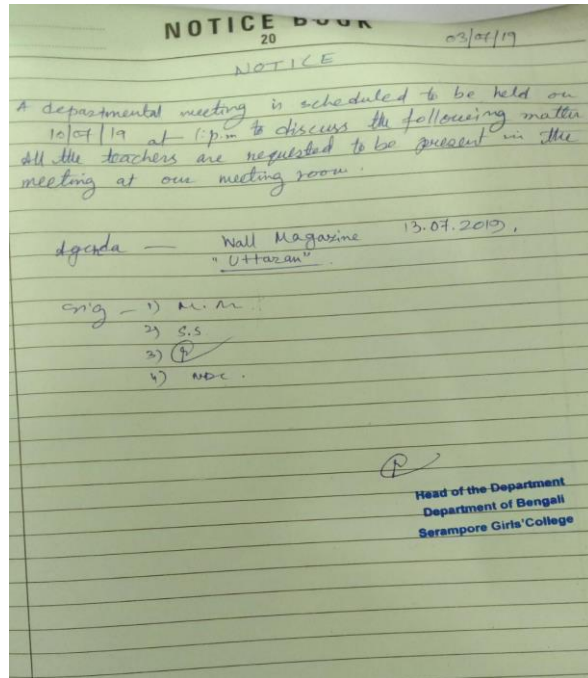 NOTICE BOOK
20
03/07/19
NOTICE
A departmental meeting is scheduled to be held on
10/07/19 at 1:p.m to discuss the following matter
All the teachers are requested to be present in the
meeting at our meeting room.
Agenda — Wall Magazine 13.07.2019.
"Uttaran"
Sig - 1) M.M.
2) S.S
3)
4) NDC.
Head of the Department
Department of Bengali
Serampore Girls' College